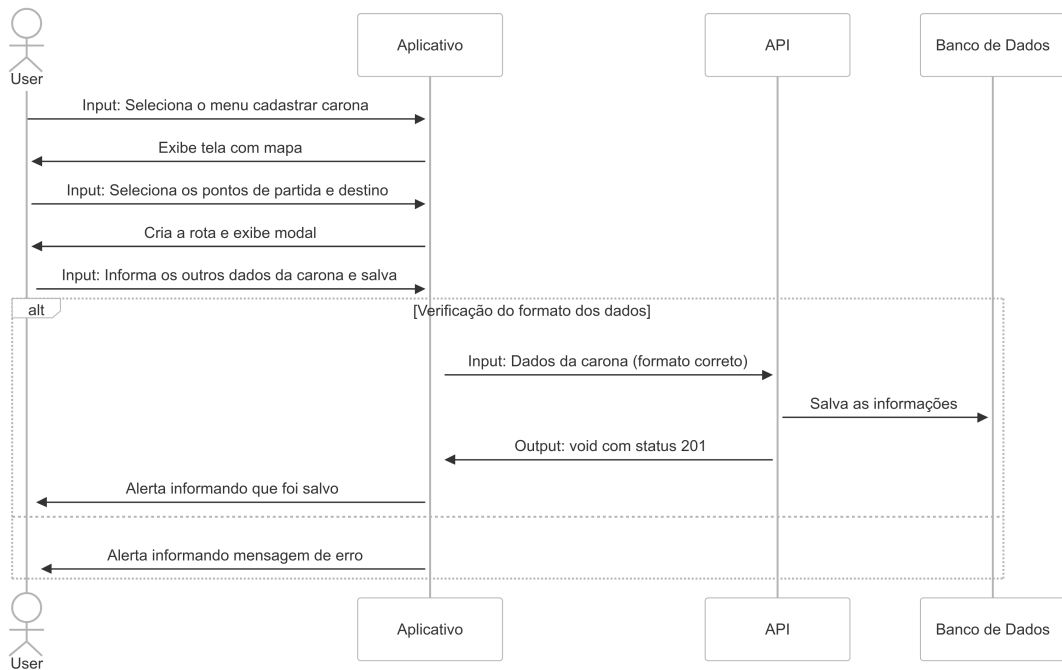 User
Aplicativo
API
Banco de Dados
Input: Seleciona o menu cadastrar carona
Exibe tela com mapa
Input: Seleciona os pontos de partida e destino
Cria a rota e exibe modal
Input: Informa os outros dados da carona e salva
alt
[Verificação do formato dos dados]
Input: Dados da carona (formato correto)
Salva as informações
Output: void com status 201
Alerta informando que foi salvo
Alerta informando mensagem de erro
User
Aplicativo
API
Banco de Dados